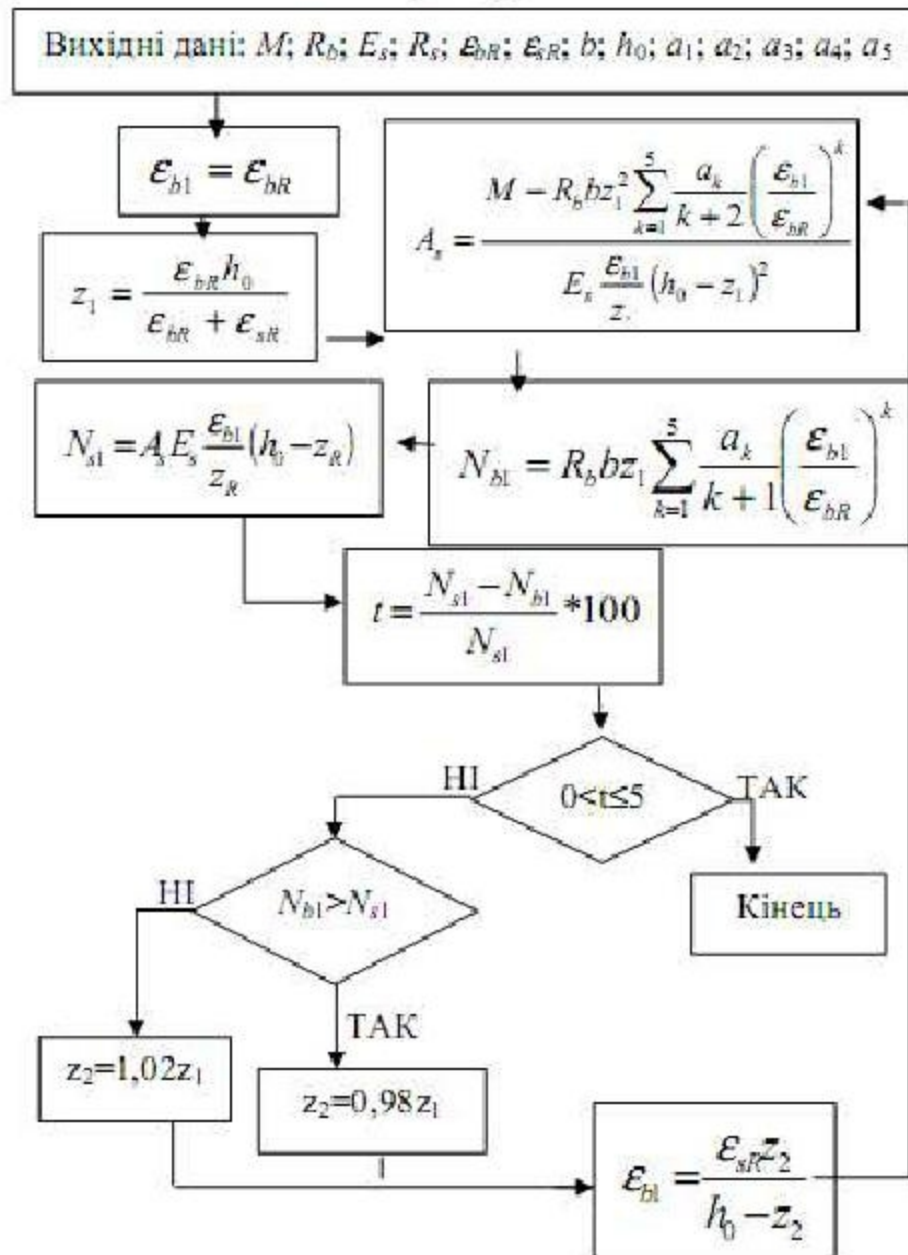 Вихідні дані: M; R_b; E_s; R_s; ε_bR; ε_sR; b; h_0; a_1; a_2; a_3; a_4; a_5
ε_b1 = ε_bR
z_1 = ε_bR h_0 / (ε_bR + ε_sR)
A_s = (M − R_b b z_1^2 ∑_{k=1}^{5} a_k/(k+2) (ε_b1/ε_bR)^k) / (E_s ε_b1/z. (h_0 − z_1)^2)
N_s1 = A_s E_s ε_b1/z_R (h_0 − z_R)
N_b1 = R_b b z_1 ∑_{k=1}^{5} a_k/(k+1) (ε_b1/ε_bR)^k
t = (N_s1 − N_b1)/N_s1 *100
НІ
0<t≤5
ТАК
НІ
N_b1>N_s1
Кінець
ТАК
z_2=1,02z_1
z_2=0,98z_1
ε_b1 = ε_sR z_2 / (h_0 − z_2)